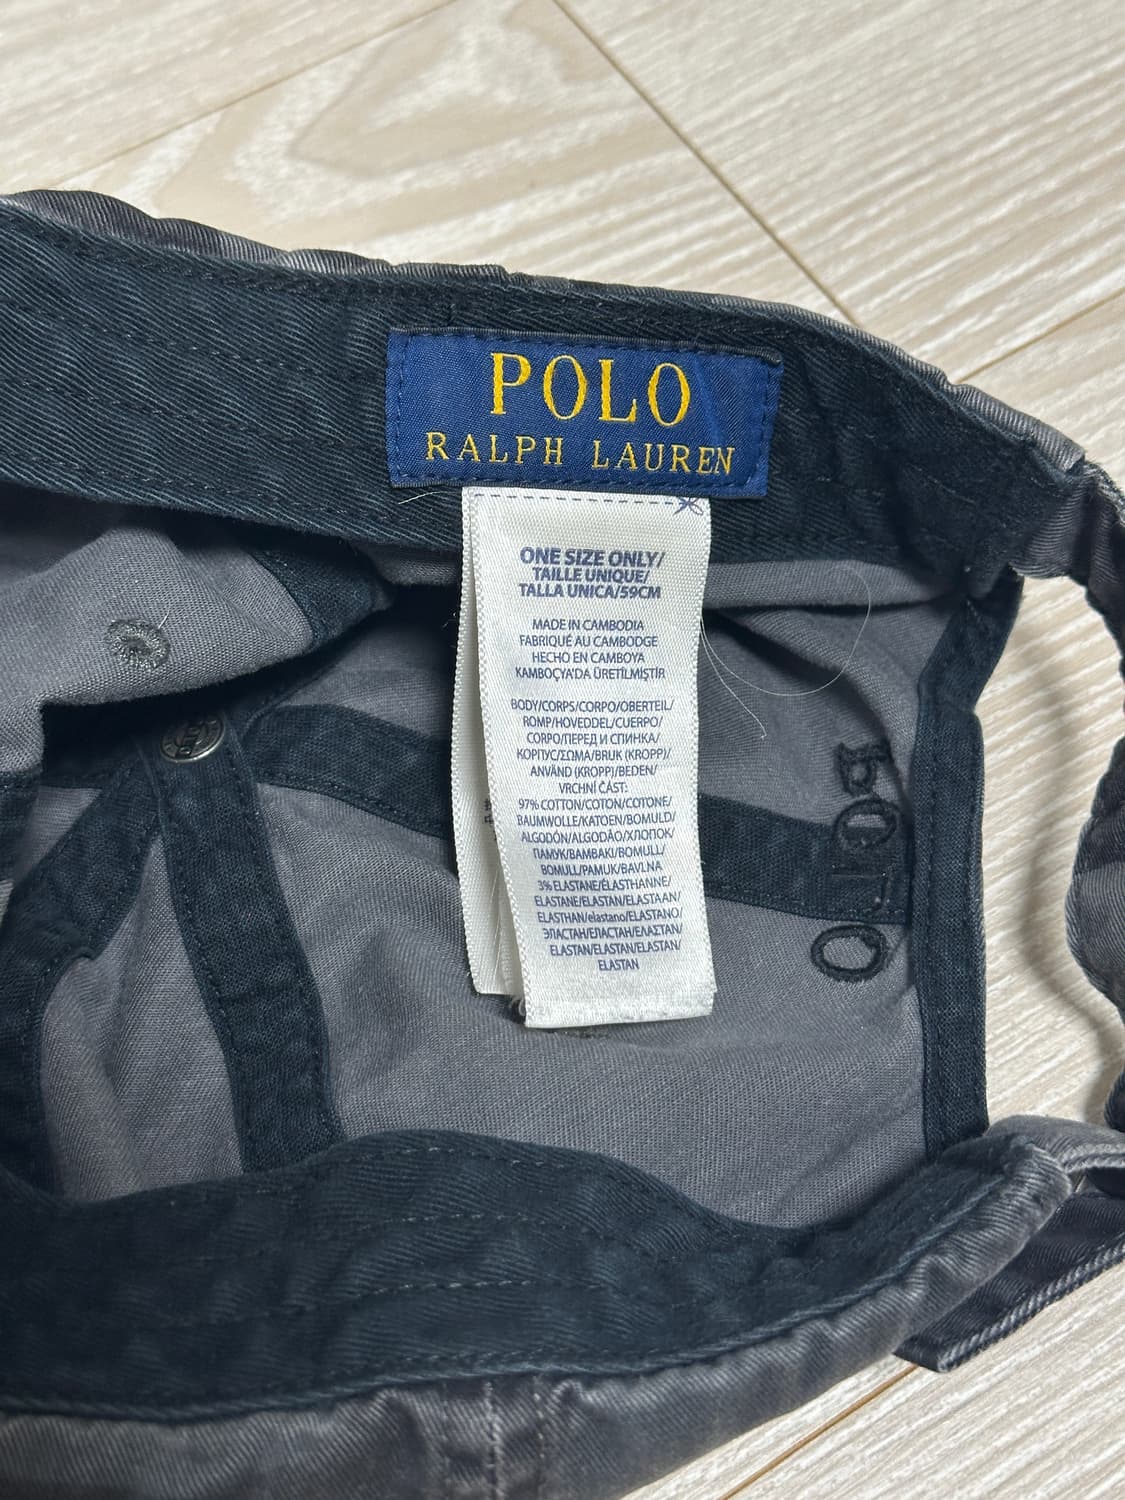 POLO
RALPH LAUREN
ONE SIZE ONLY/
TAILLE UNIQUE/
TALLA UNICA/59CM
MADE IN CAMBODIA
FABRIQUÉ AU CAMBODGE
HECHO EN CAMBOYA
KAMBOÇYA'DA ÜRETİLMİŞTİR
BODY/CORPS/CORPO/OBERTEIL/
ROMP/HOVEDDEL/CUERPO/
CORPO/ПЕРЕД И СПИНКА/
КОРПУС/ΣΩΜΑ/BRUK (KROPP)/
ANVÄND (KROPP)/BEDEN/
VRCHNÍ ČÁST:
97% COTTON/COTON/COTONE/
BAUMWOLLE/KATOEN/BOMULD/
ALGODÓN/ALGODÃO/ХЛОПОК/
ПАМУК/ΒΑΜΒΑΚΙ/BOMULL/
BOMULL/PAMUK/BAVLNA
3% ELASTANE/ÉLASTHANNE/
ELASTANE/ELASTAN/ELASTAAN/
ELASTHAN/elastano/ELASTANO/
ЭЛАСТАН/ЕЛАСТАН/ΕΛΑΣΤΑΝ/
ELASTAN/ELASTAN/ELASTAN/
ELASTAN
POLO